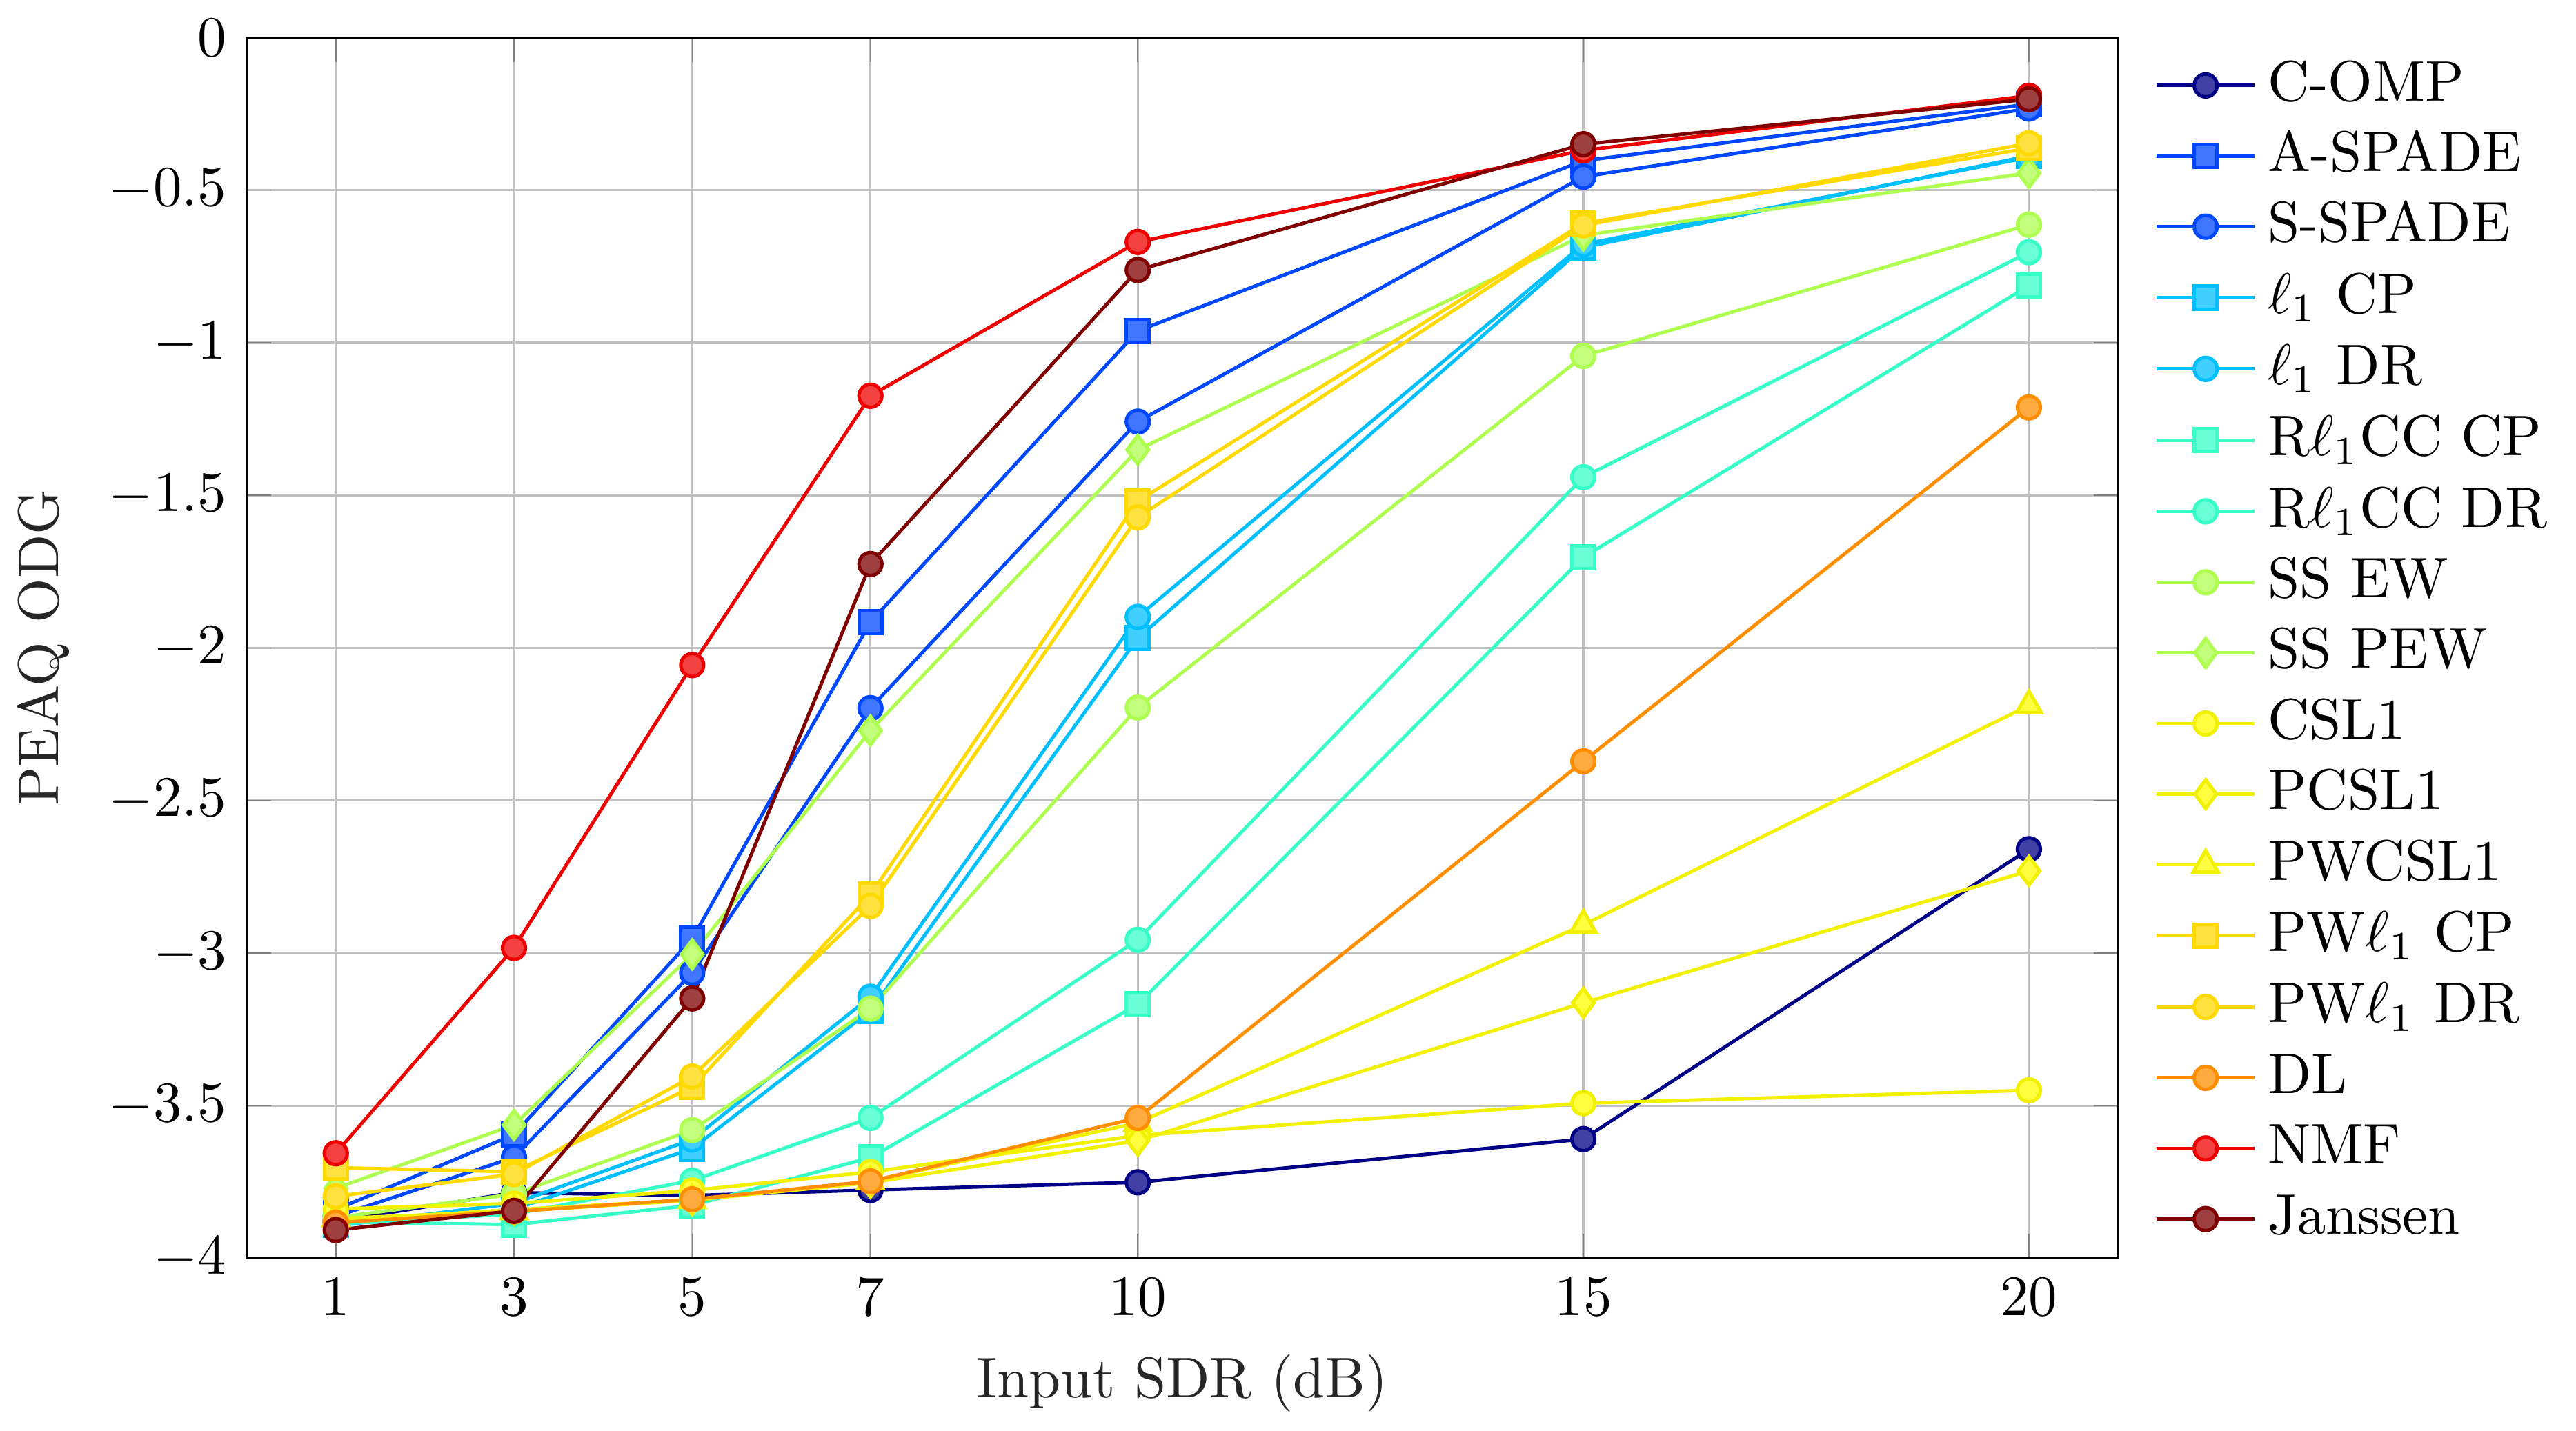 0
−0.5
−1
−1.5
−2
−2.5
−3
−3.5
−4
PEAQ ODG
1 3 5 7 10 15 20
Input SDR (dB)
C-OMP
A-SPADE
S-SPADE
ℓ₁ CP
ℓ₁ DR
Rℓ₁CC CP
Rℓ₁CC DR
SS EW
SS PEW
CSL1
PCSL1
PWCSL1
PWℓ₁ CP
PWℓ₁ DR
DL
NMF
Janssen